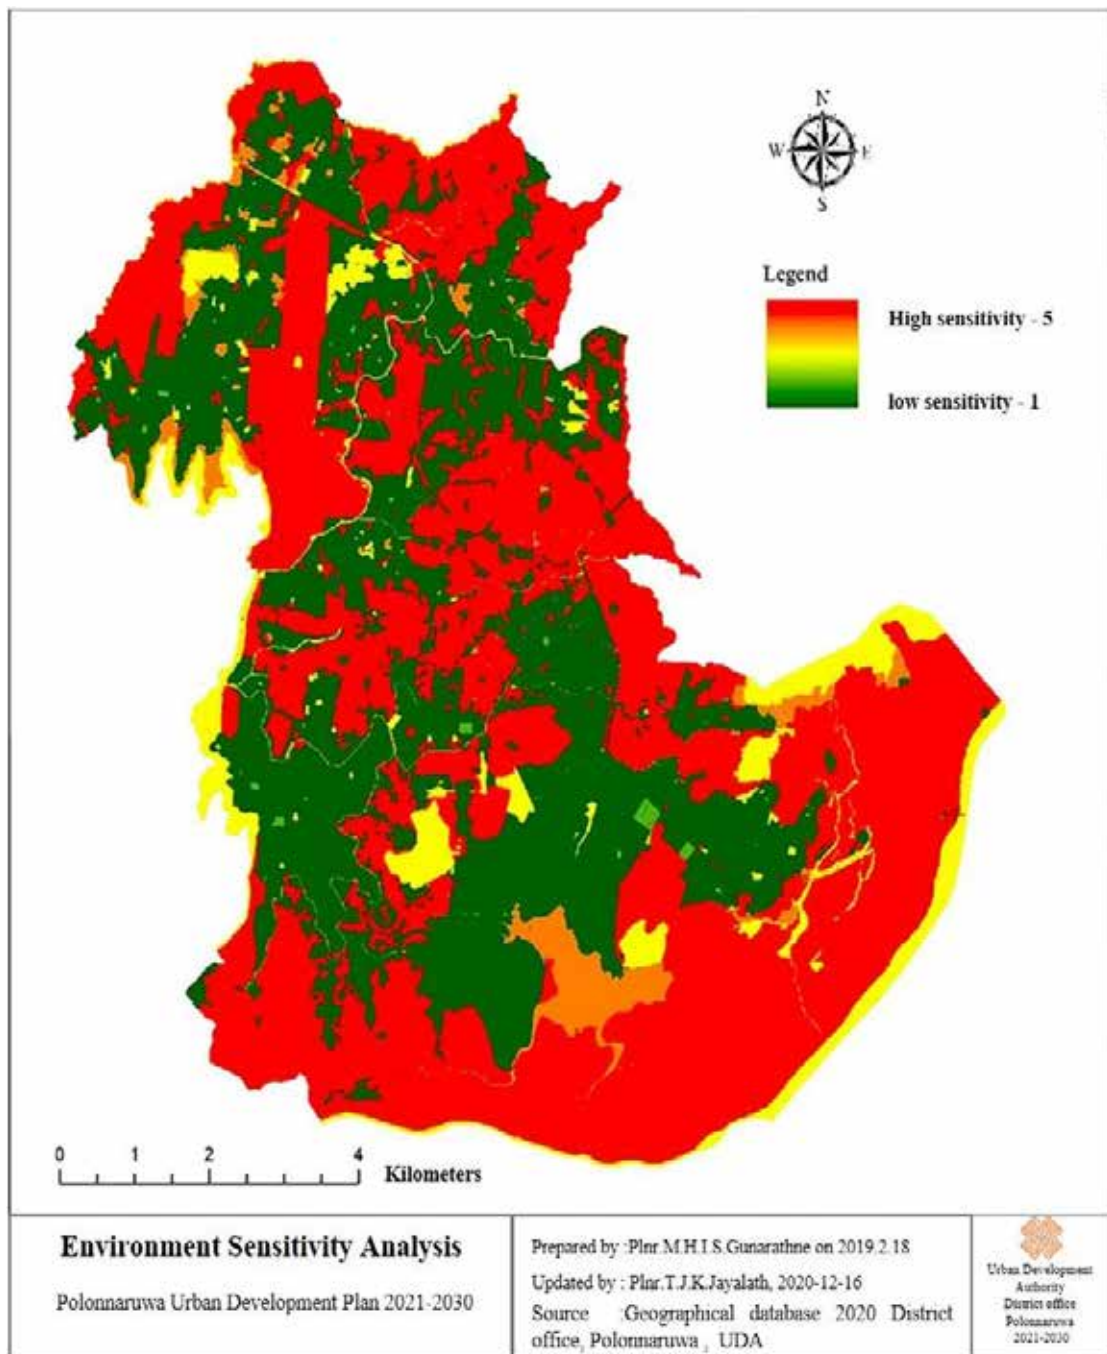 N
W E
S
Legend
High sensitivity - 5
low sensitivity - 1
0 1 2 4
Kilometers
Environment Sensitivity Analysis
Polonnaruwa Urban Development Plan 2021-2030
Prepared by :Plnr.M.H.I.S.Gunarathne on 2019.2.18
Updated by : Plnr.T.J.K.Jayalath, 2020-12-16
Source :Geographical database 2020 District
office, Polonnaruwa , UDA
Urban Development
Authority
District office
Polonnaruwa
2021-2030